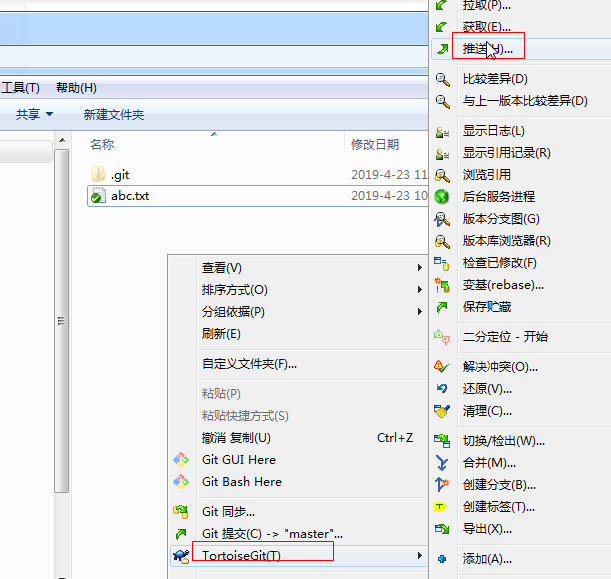 工具(T) 帮助(H)
共享 新建文件夹
名称 修改日期
.git 2019-4-23 11
abc.txt 2019-4-23 10
查看(V)
排序方式(O)
分组依据(P)
刷新(E)
自定义文件夹(F)...
粘贴(P)
粘贴快捷方式(S)
撤消 复制(U) Ctrl+Z
Git GUI Here
Git Bash Here
Git 同步...
Git 提交(C) -> "master"...
TortoiseGit(T)
拉取(P)...
获取(E)...
推送(H)...
比较差异(D)
与上一版本比较差异(D)
显示日志(L)
显示引用记录(R)
浏览引用
后台服务进程
版本分支图(G)
版本库浏览器(R)
检查已修改(F)
变基(rebase)...
保存贮藏
二分定位 - 开始
解决冲突(O)...
还原(V)...
清理(C)...
切换/检出(W)...
合并(M)...
创建分支(B)...
创建标签(T)...
导出(X)...
添加(A)...